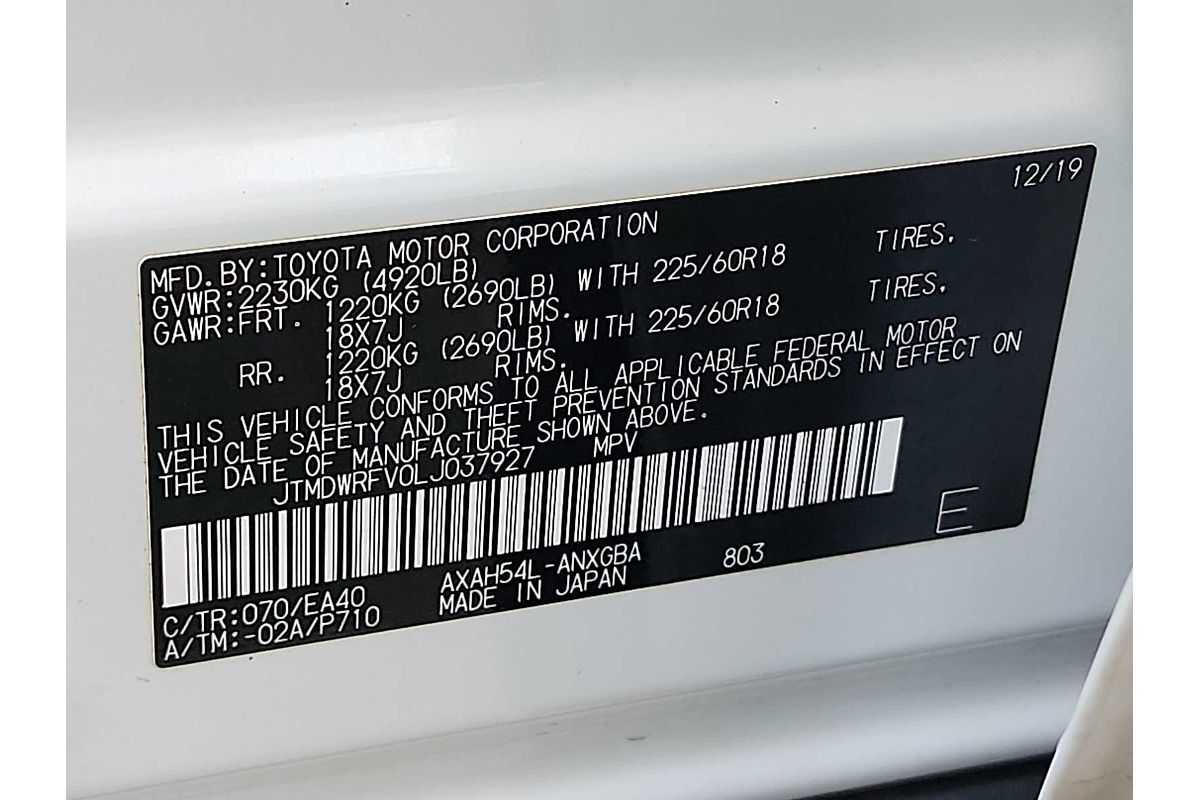 12/19
MFD. BY:TOYOTA MOTOR CORPORATION
GVWR:2230KG (4920LB)
GAWR:FRT. 1220KG (2690LB) WITH 225/60R18 TIRES.
18X7J RIMS.
RR. 1220KG (2690LB) WITH 225/60R18 TIRES.
18X7J RIMS.
THIS VEHICLE CONFORMS TO ALL APPLICABLE FEDERAL MOTOR
VEHICLE SAFETY AND THEFT PREVENTION STANDARDS IN EFFECT ON
THE DATE OF MANUFACTURE SHOWN ABOVE.
JTMDWRFV0LJ037927 MPV
C/TR:070/EA40 AXAH54L-ANXGBA 803 E
A/TM:-02A/P710 MADE IN JAPAN